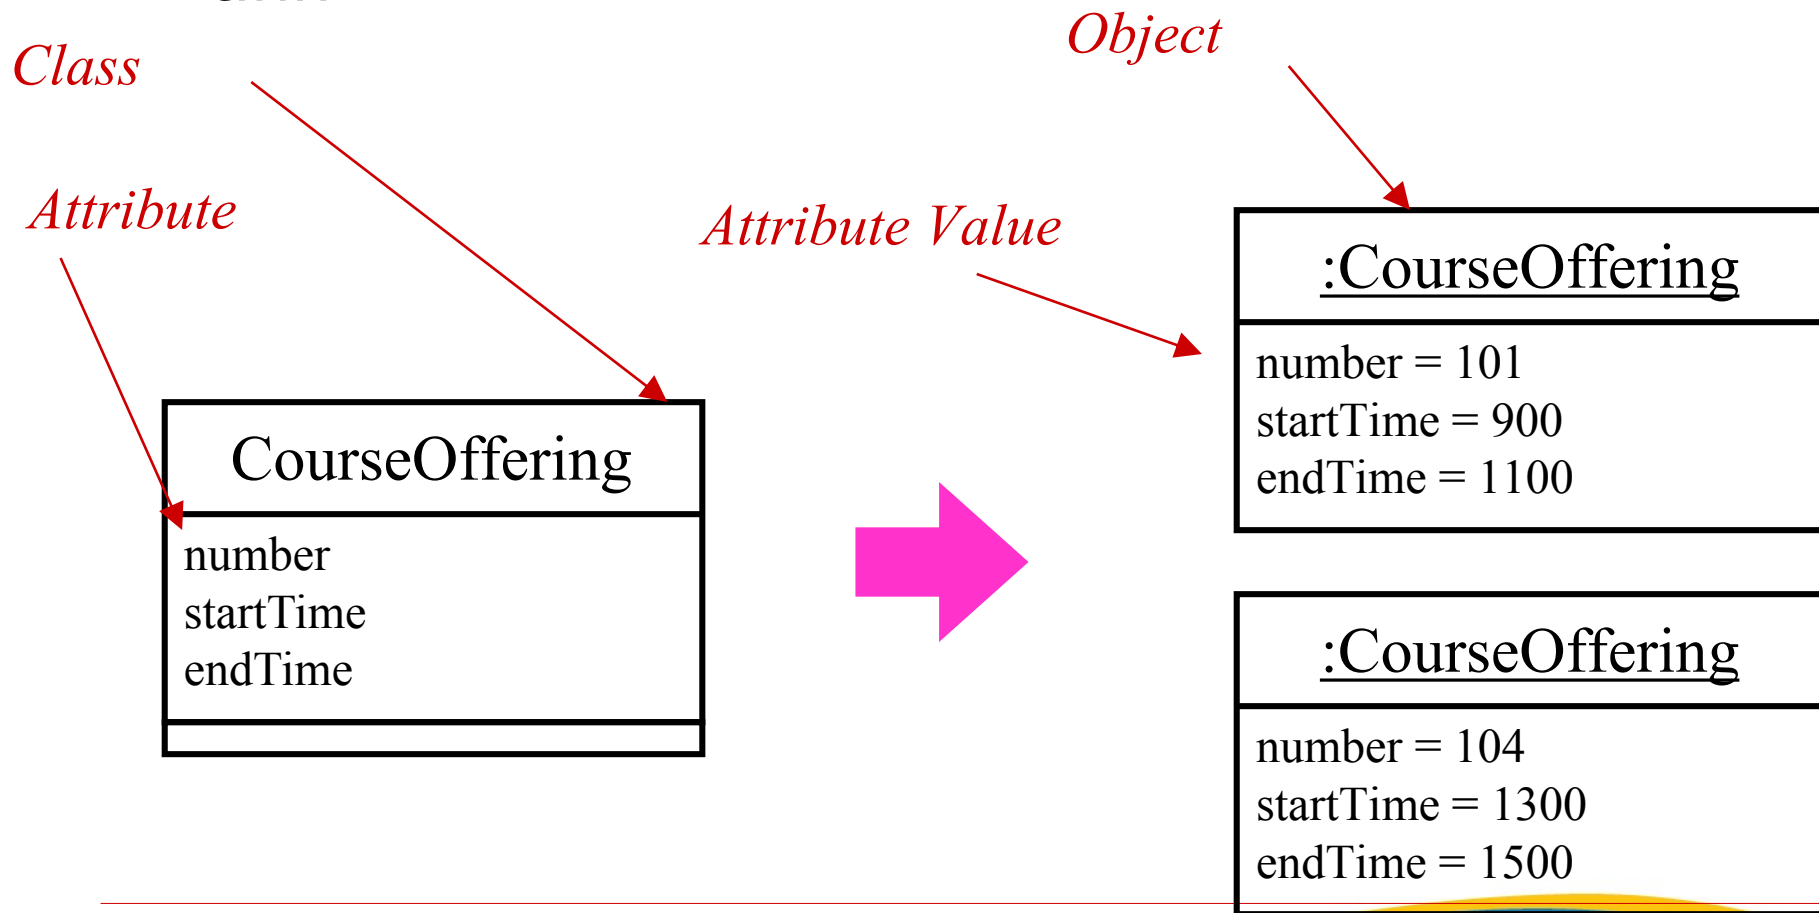 Class
Attribute
CourseOffering
number
startTime
endTime
Object
Attribute Value
:CourseOffering
number = 101
startTime = 900
endTime = 1100
:CourseOffering
number = 104
startTime = 1300
endTime = 1500